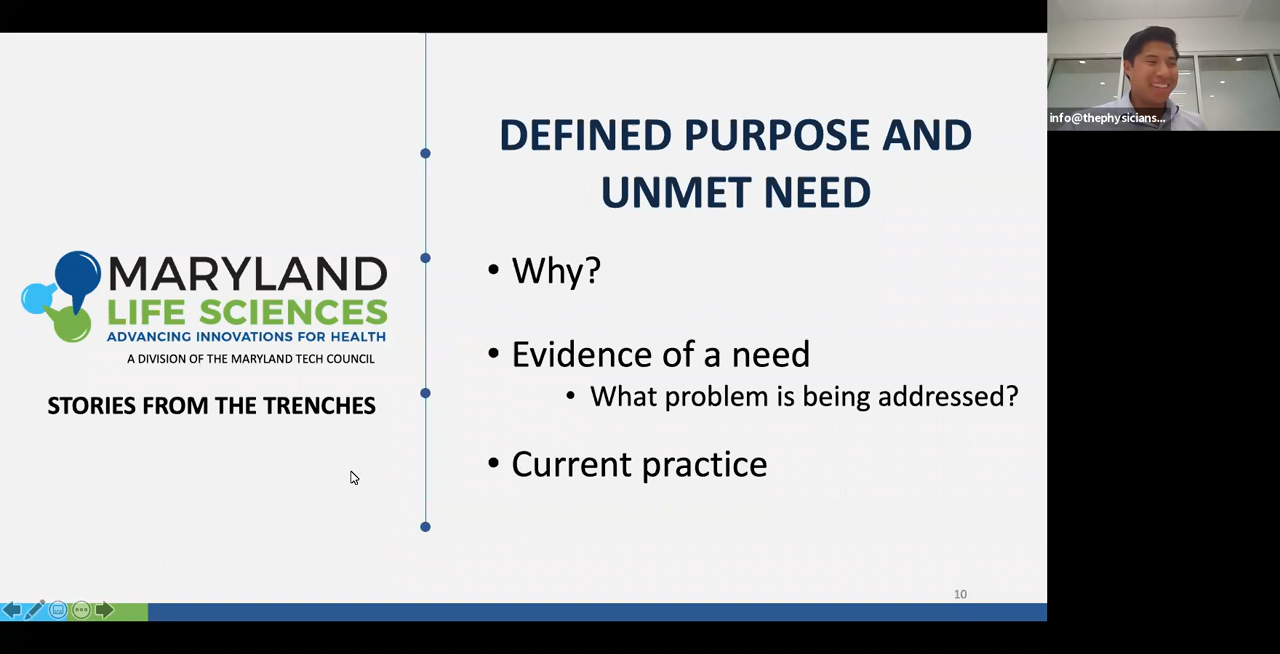 MARYLAND
LIFE SCIENCES
ADVANCING INNOVATIONS FOR HEALTH
A DIVISION OF THE MARYLAND TECH COUNCIL
STORIES FROM THE TRENCHES
DEFINED PURPOSE AND
UNMET NEED
• Why?
• Evidence of a need
• What problem is being addressed?
• Current practice
10
info@thephysicians...